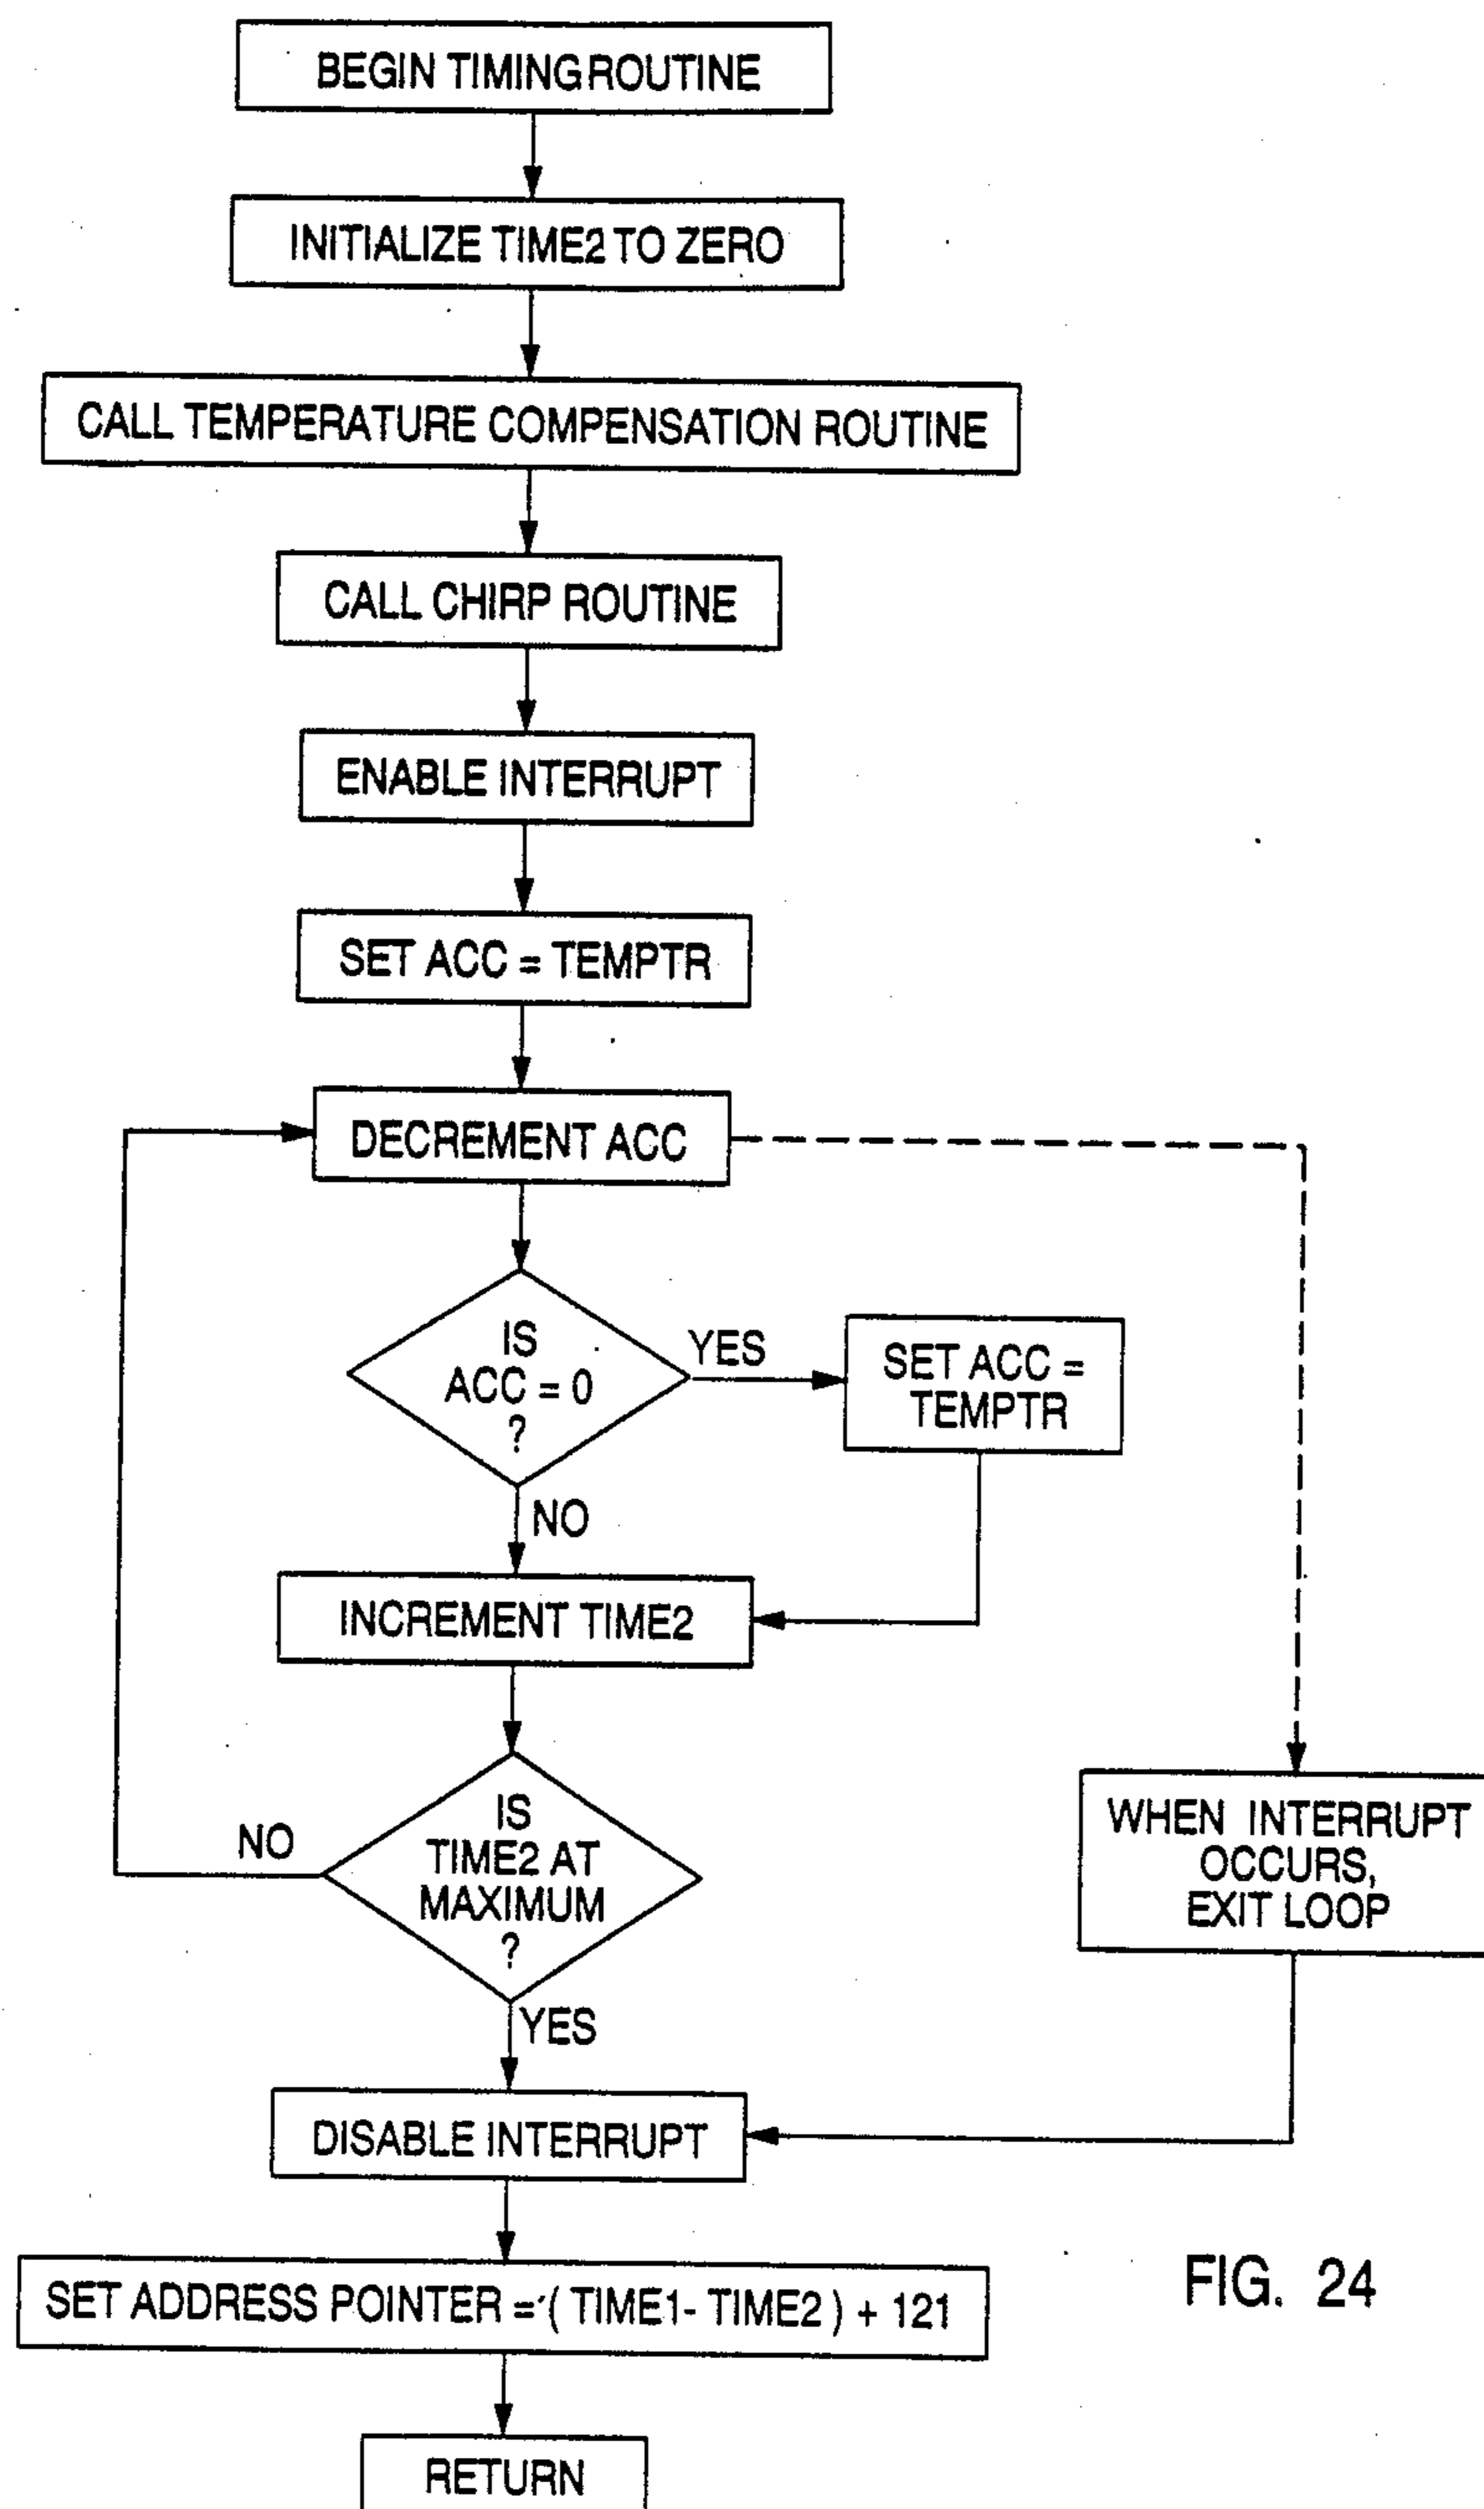 BEGIN TIMING ROUTINE
INITIALIZE TIME2 TO ZERO
CALL TEMPERATURE COMPENSATION ROUTINE
CALL CHIRP ROUTINE
ENABLE INTERRUPT
SET ACC = TEMPTR
DECREMENT ACC
IS
ACC = 0
?
YES
SET ACC =
TEMPTR
NO
INCREMENT TIME2
IS
TIME2 AT
MAXIMUM
?
NO
WHEN INTERRUPT
OCCURS,
EXIT LOOP
YES
DISABLE INTERRUPT
SET ADDRESS POINTER = ( TIME1- TIME2 ) + 121
FIG. 24
RETURN